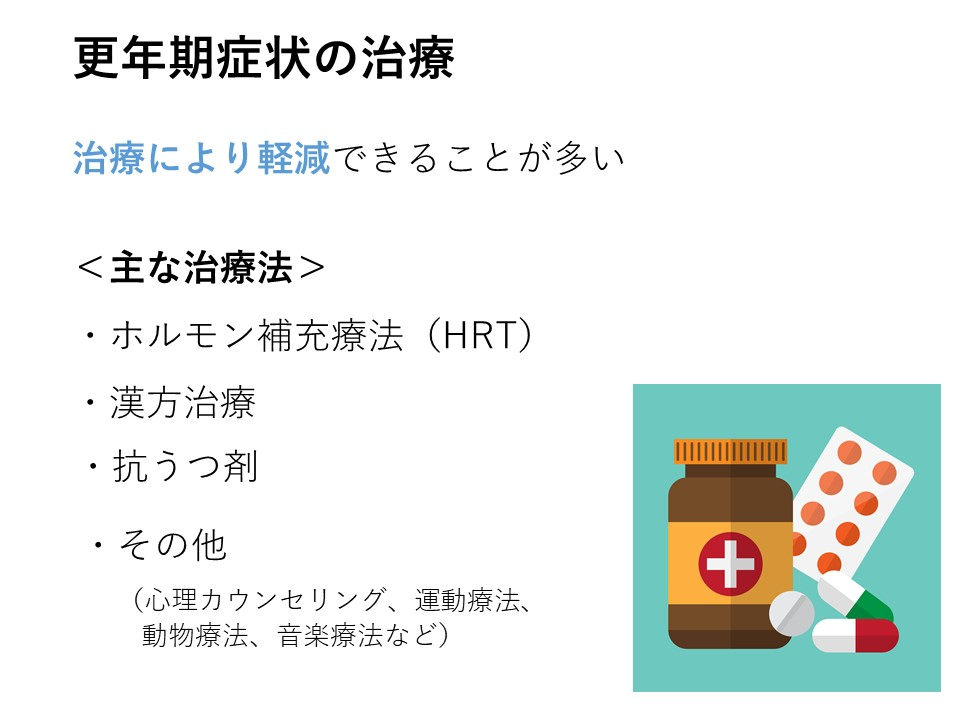 更年期症状の治療
治療により軽減できることが多い
＜主な治療法＞
・ホルモン補充療法（HRT）
・漢方治療
・抗うつ剤
・その他
（心理カウンセリング、運動療法、
動物療法、音楽療法など）